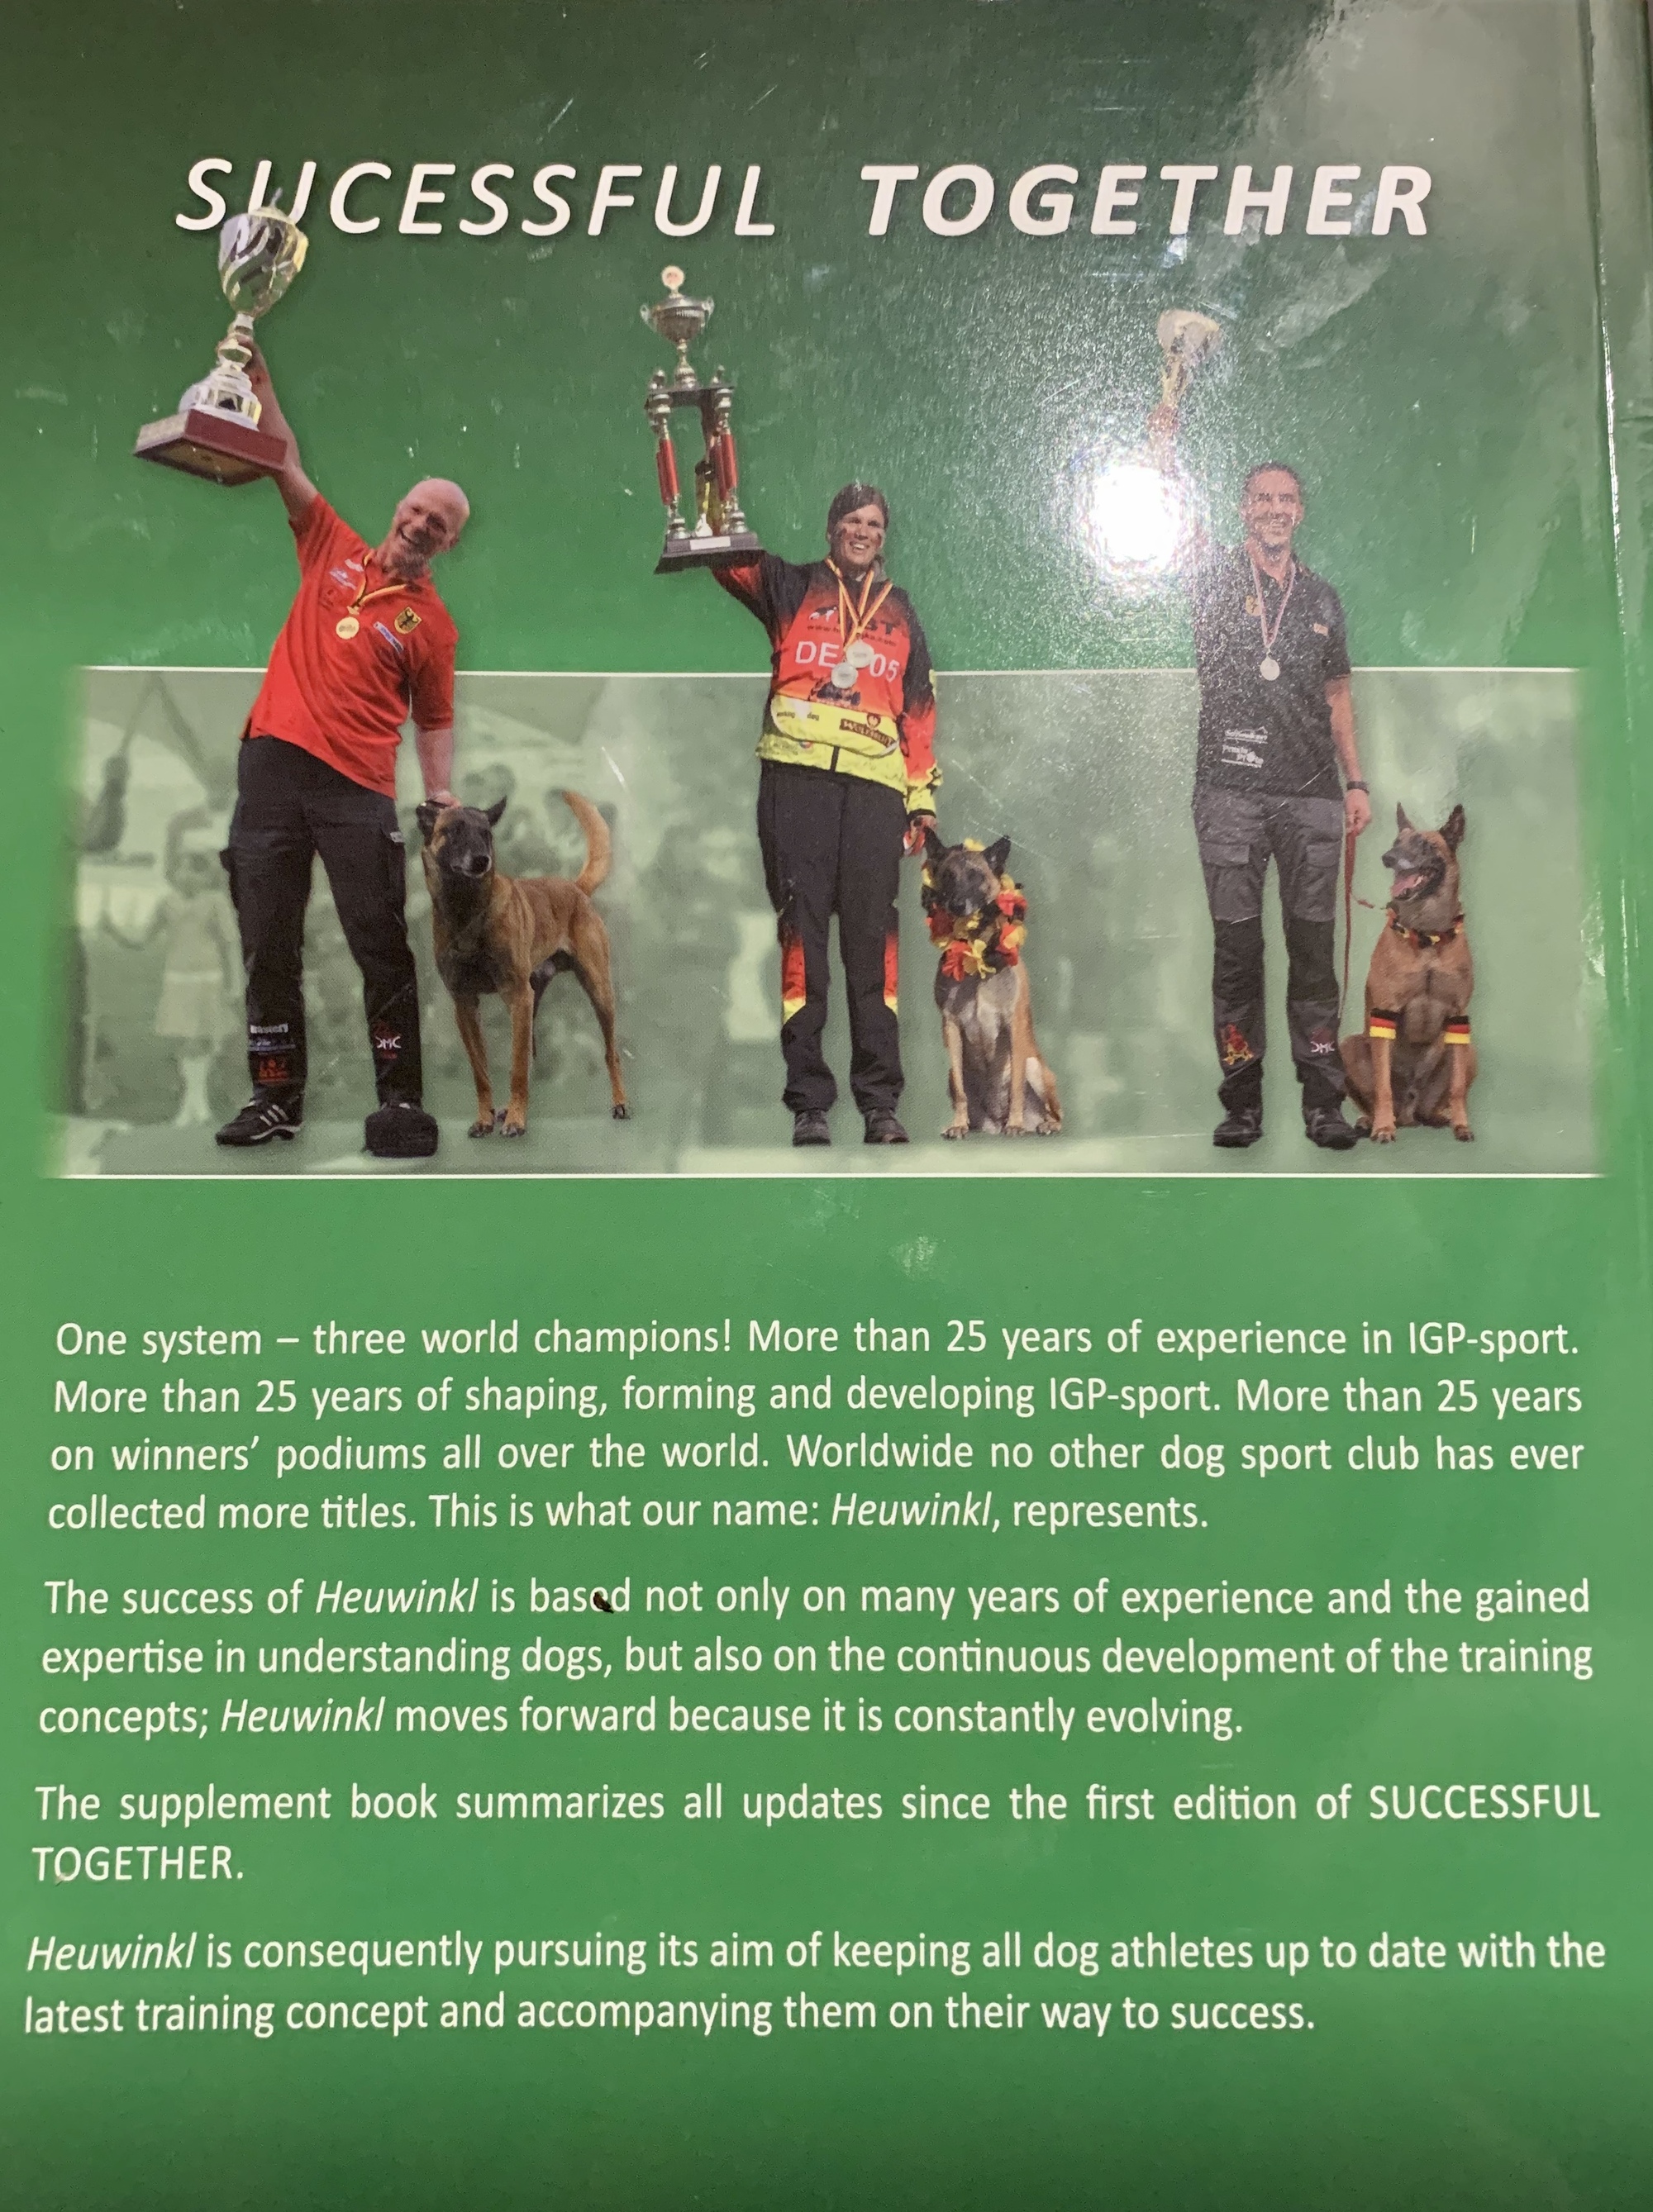 SUCESSFUL TOGETHER
DE 05
DMC
DMC
One system – three world champions! More than 25 years of experience in IGP-sport.
More than 25 years of shaping, forming and developing IGP-sport. More than 25 years
on winners’ podiums all over the world. Worldwide no other dog sport club has ever
collected more titles. This is what our name: Heuwinkl, represents.
The success of Heuwinkl is based not only on many years of experience and the gained
expertise in understanding dogs, but also on the continuous development of the training
concepts; Heuwinkl moves forward because it is constantly evolving.
The supplement book summarizes all updates since the first edition of SUCCESSFUL
TOGETHER.
Heuwinkl is consequently pursuing its aim of keeping all dog athletes up to date with the
latest training concept and accompanying them on their way to success.